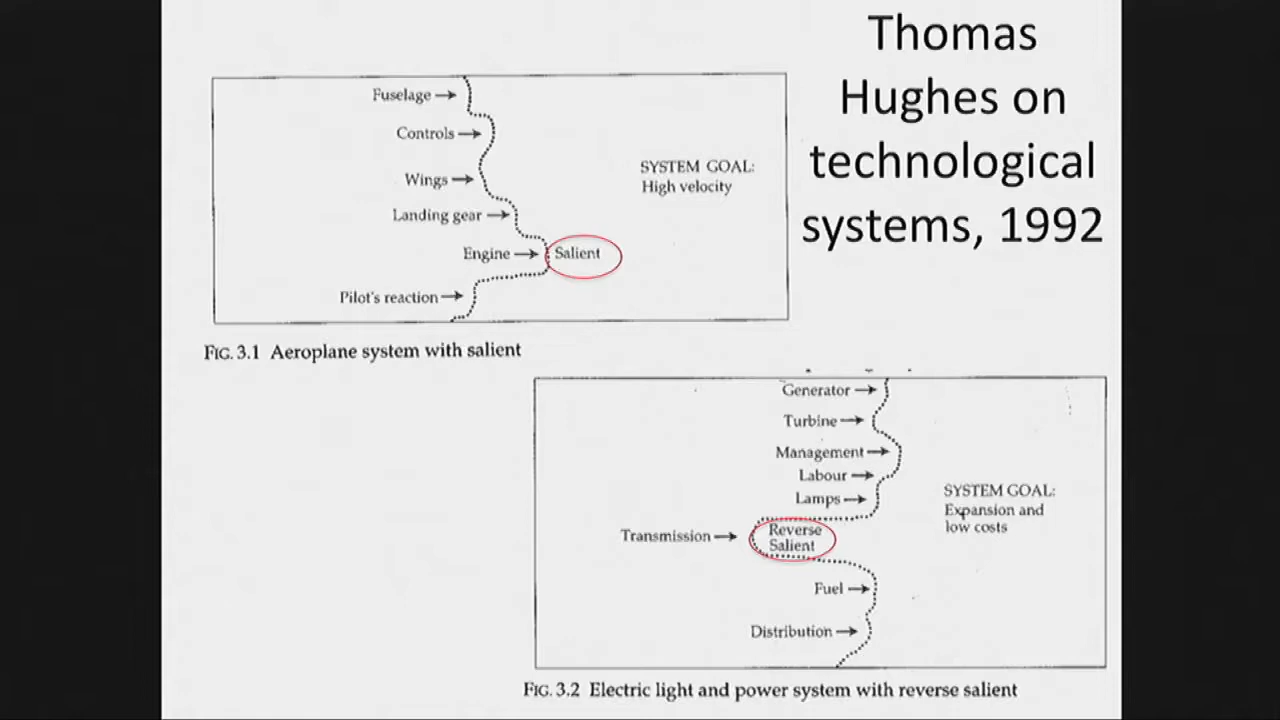 Thomas
Hughes on
technological
systems, 1992
Fuselage
Controls
Wings
Landing gear
Engine
Salient
Pilot's reaction
SYSTEM GOAL:
High velocity
FIG. 3.1 Aeroplane system with salient
Generator
Turbine
Management
Labour
Lamps
Transmission
Reverse
Salient
Fuel
Distribution
SYSTEM GOAL:
Expansion and
low costs
FIG. 3.2 Electric light and power system with reverse salient